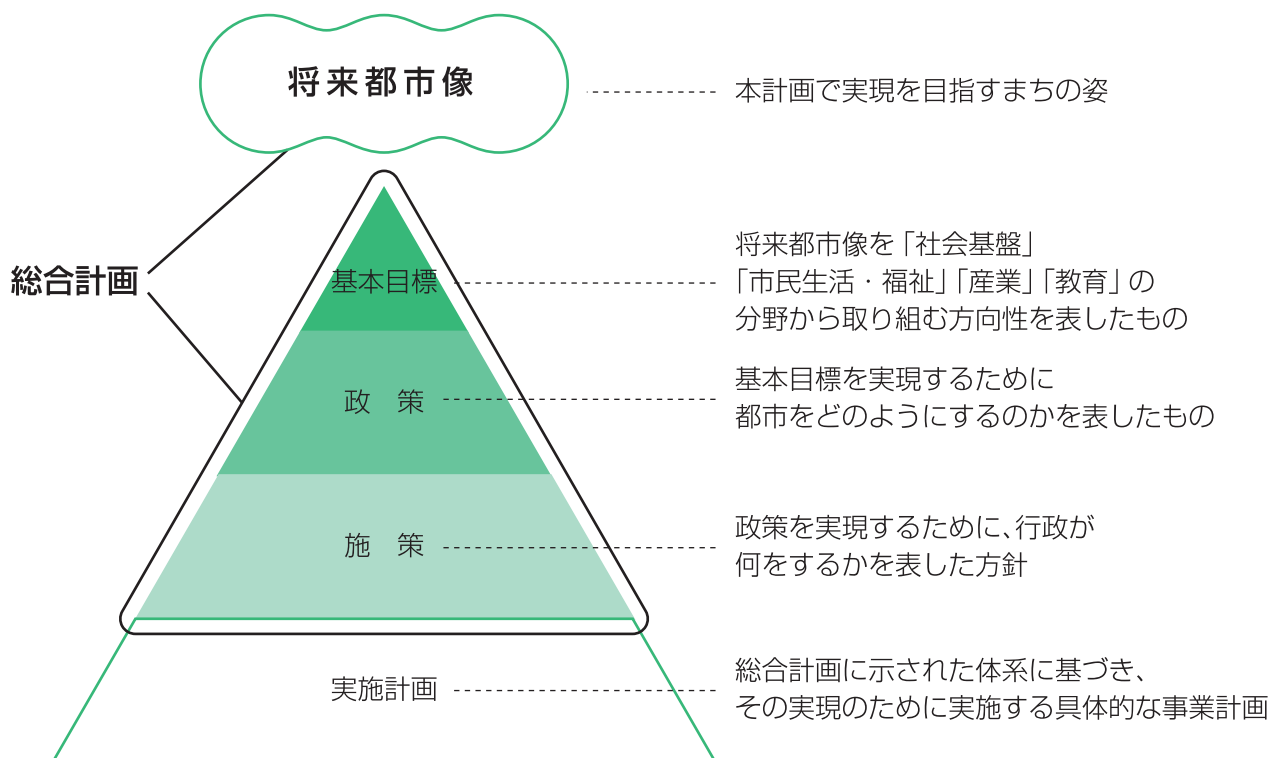 将来都市像
本計画で実現を目指すまちの姿
総合計画
基本目標
将来都市像を「社会基盤」
「市民生活・福祉」「産業」「教育」の
分野から取り組む方向性を表したもの
政　策
基本目標を実現するために
都市をどのようにするのかを表したもの
施　策
政策を実現するために、行政が
何をするかを表した方針
実施計画
総合計画に示された体系に基づき、
その実現のために実施する具体的な事業計画